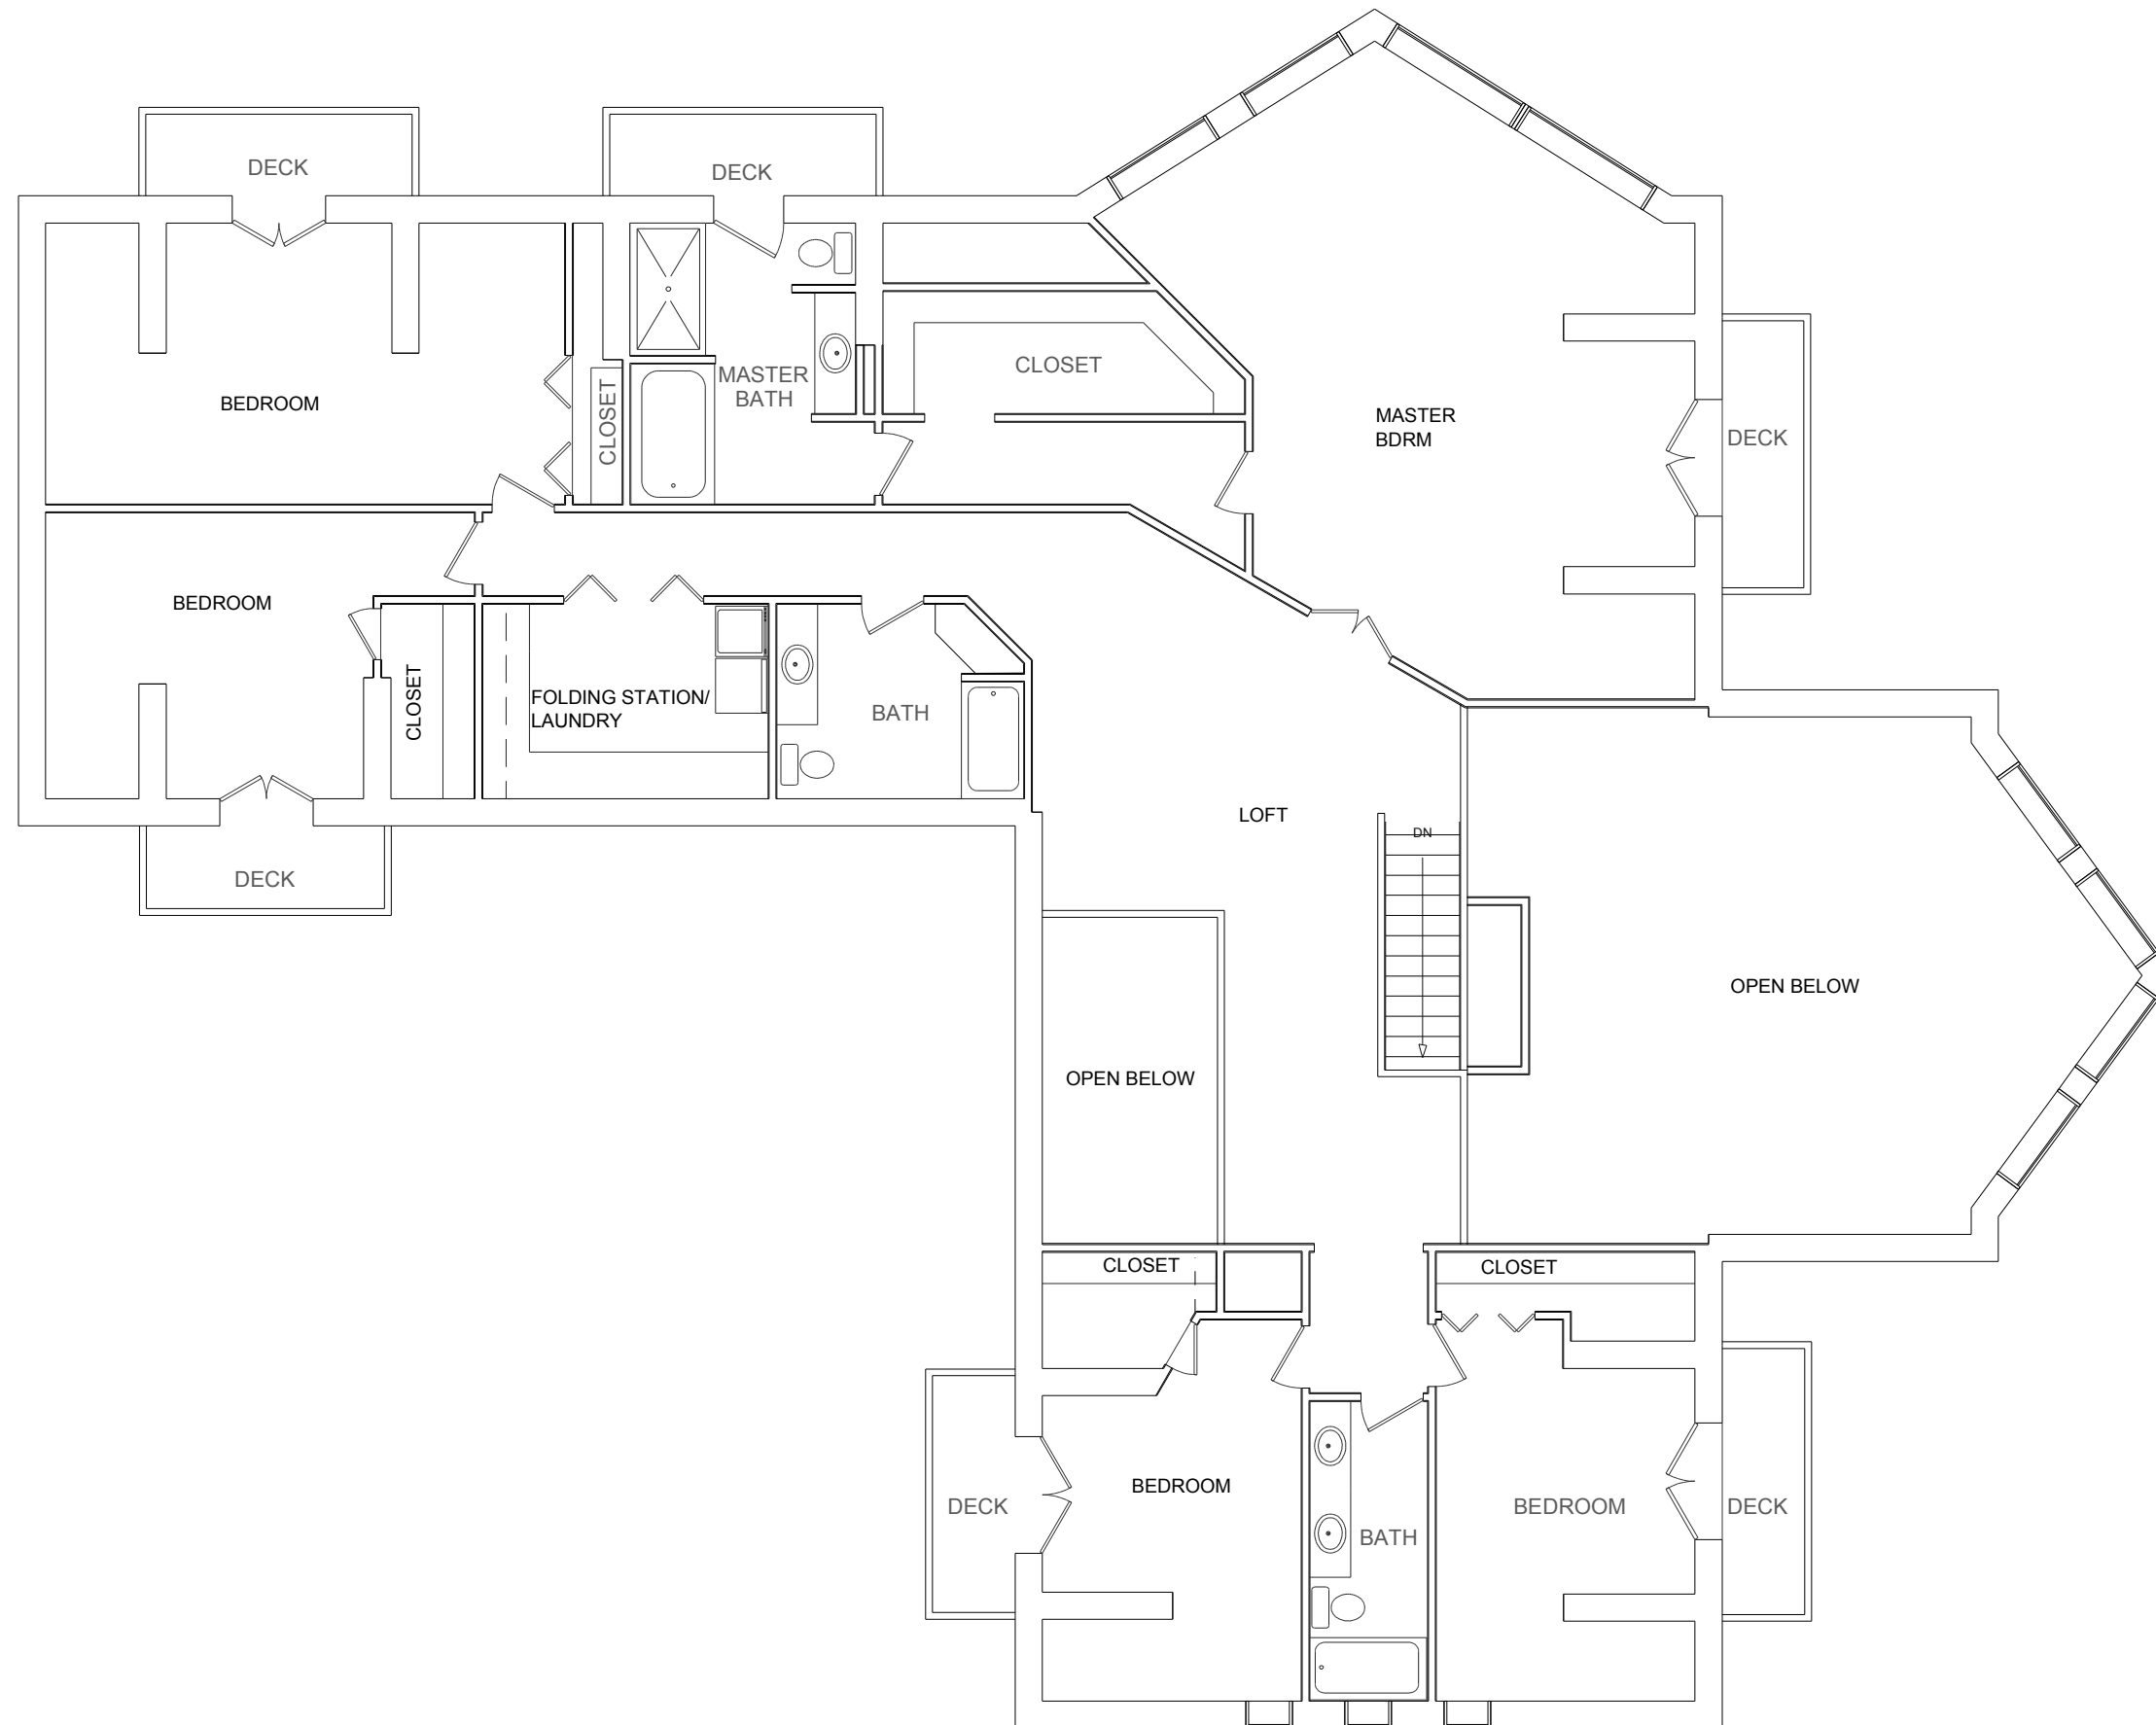 DECK
DECK
CLOSET
MASTER
BATH
CLOSET
BEDROOM
MASTER
BDRM
DECK
BEDROOM
CLOSET
FOLDING STATION/
LAUNDRY
BATH
LOFT
DN
DECK
OPEN BELOW
OPEN BELOW
CLOSET
CLOSET
BEDROOM
DECK
BEDROOM
DECK
BATH